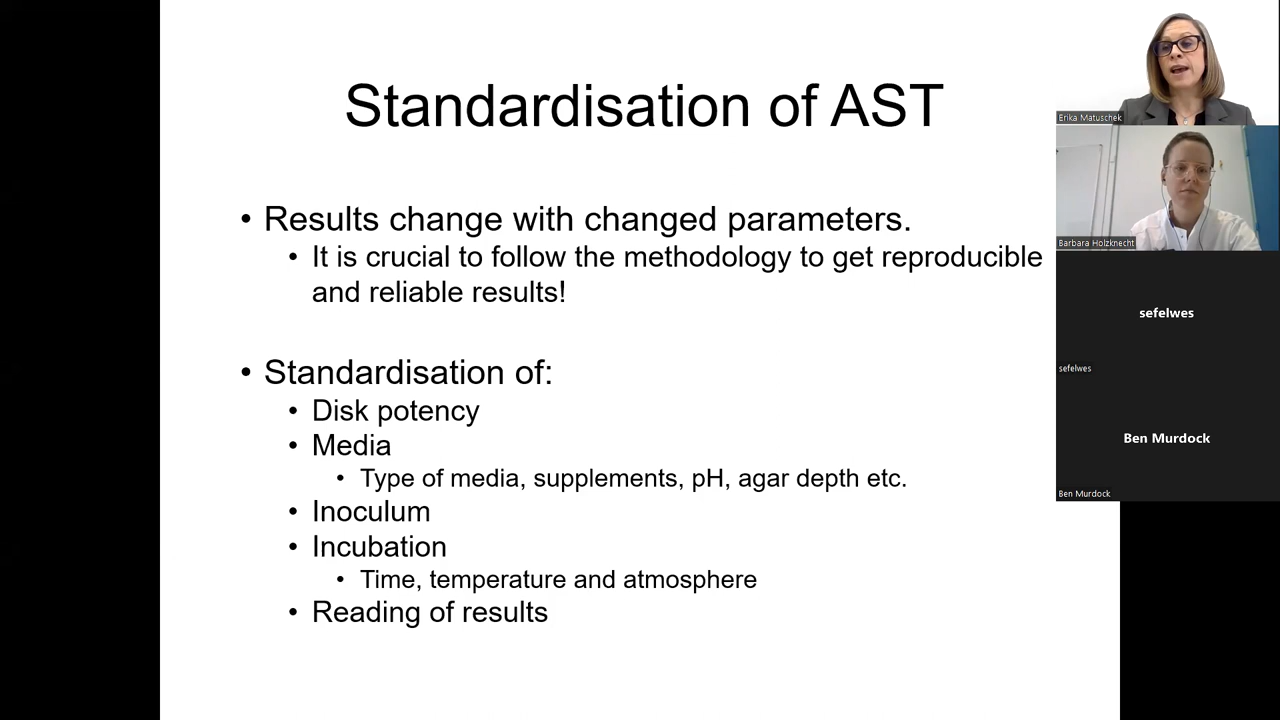 Standardisation of AST
• Results change with changed parameters.
• It is crucial to follow the methodology to get reproducible
and reliable results!
• Standardisation of:
• Disk potency
• Media
• Type of media, supplements, pH, agar depth etc.
• Inoculum
• Incubation
• Time, temperature and atmosphere
• Reading of results
Erika Matuschek
Barbara Holzknecht
sefelwes
sefelwes
Ben Murdock
Ben Murdock